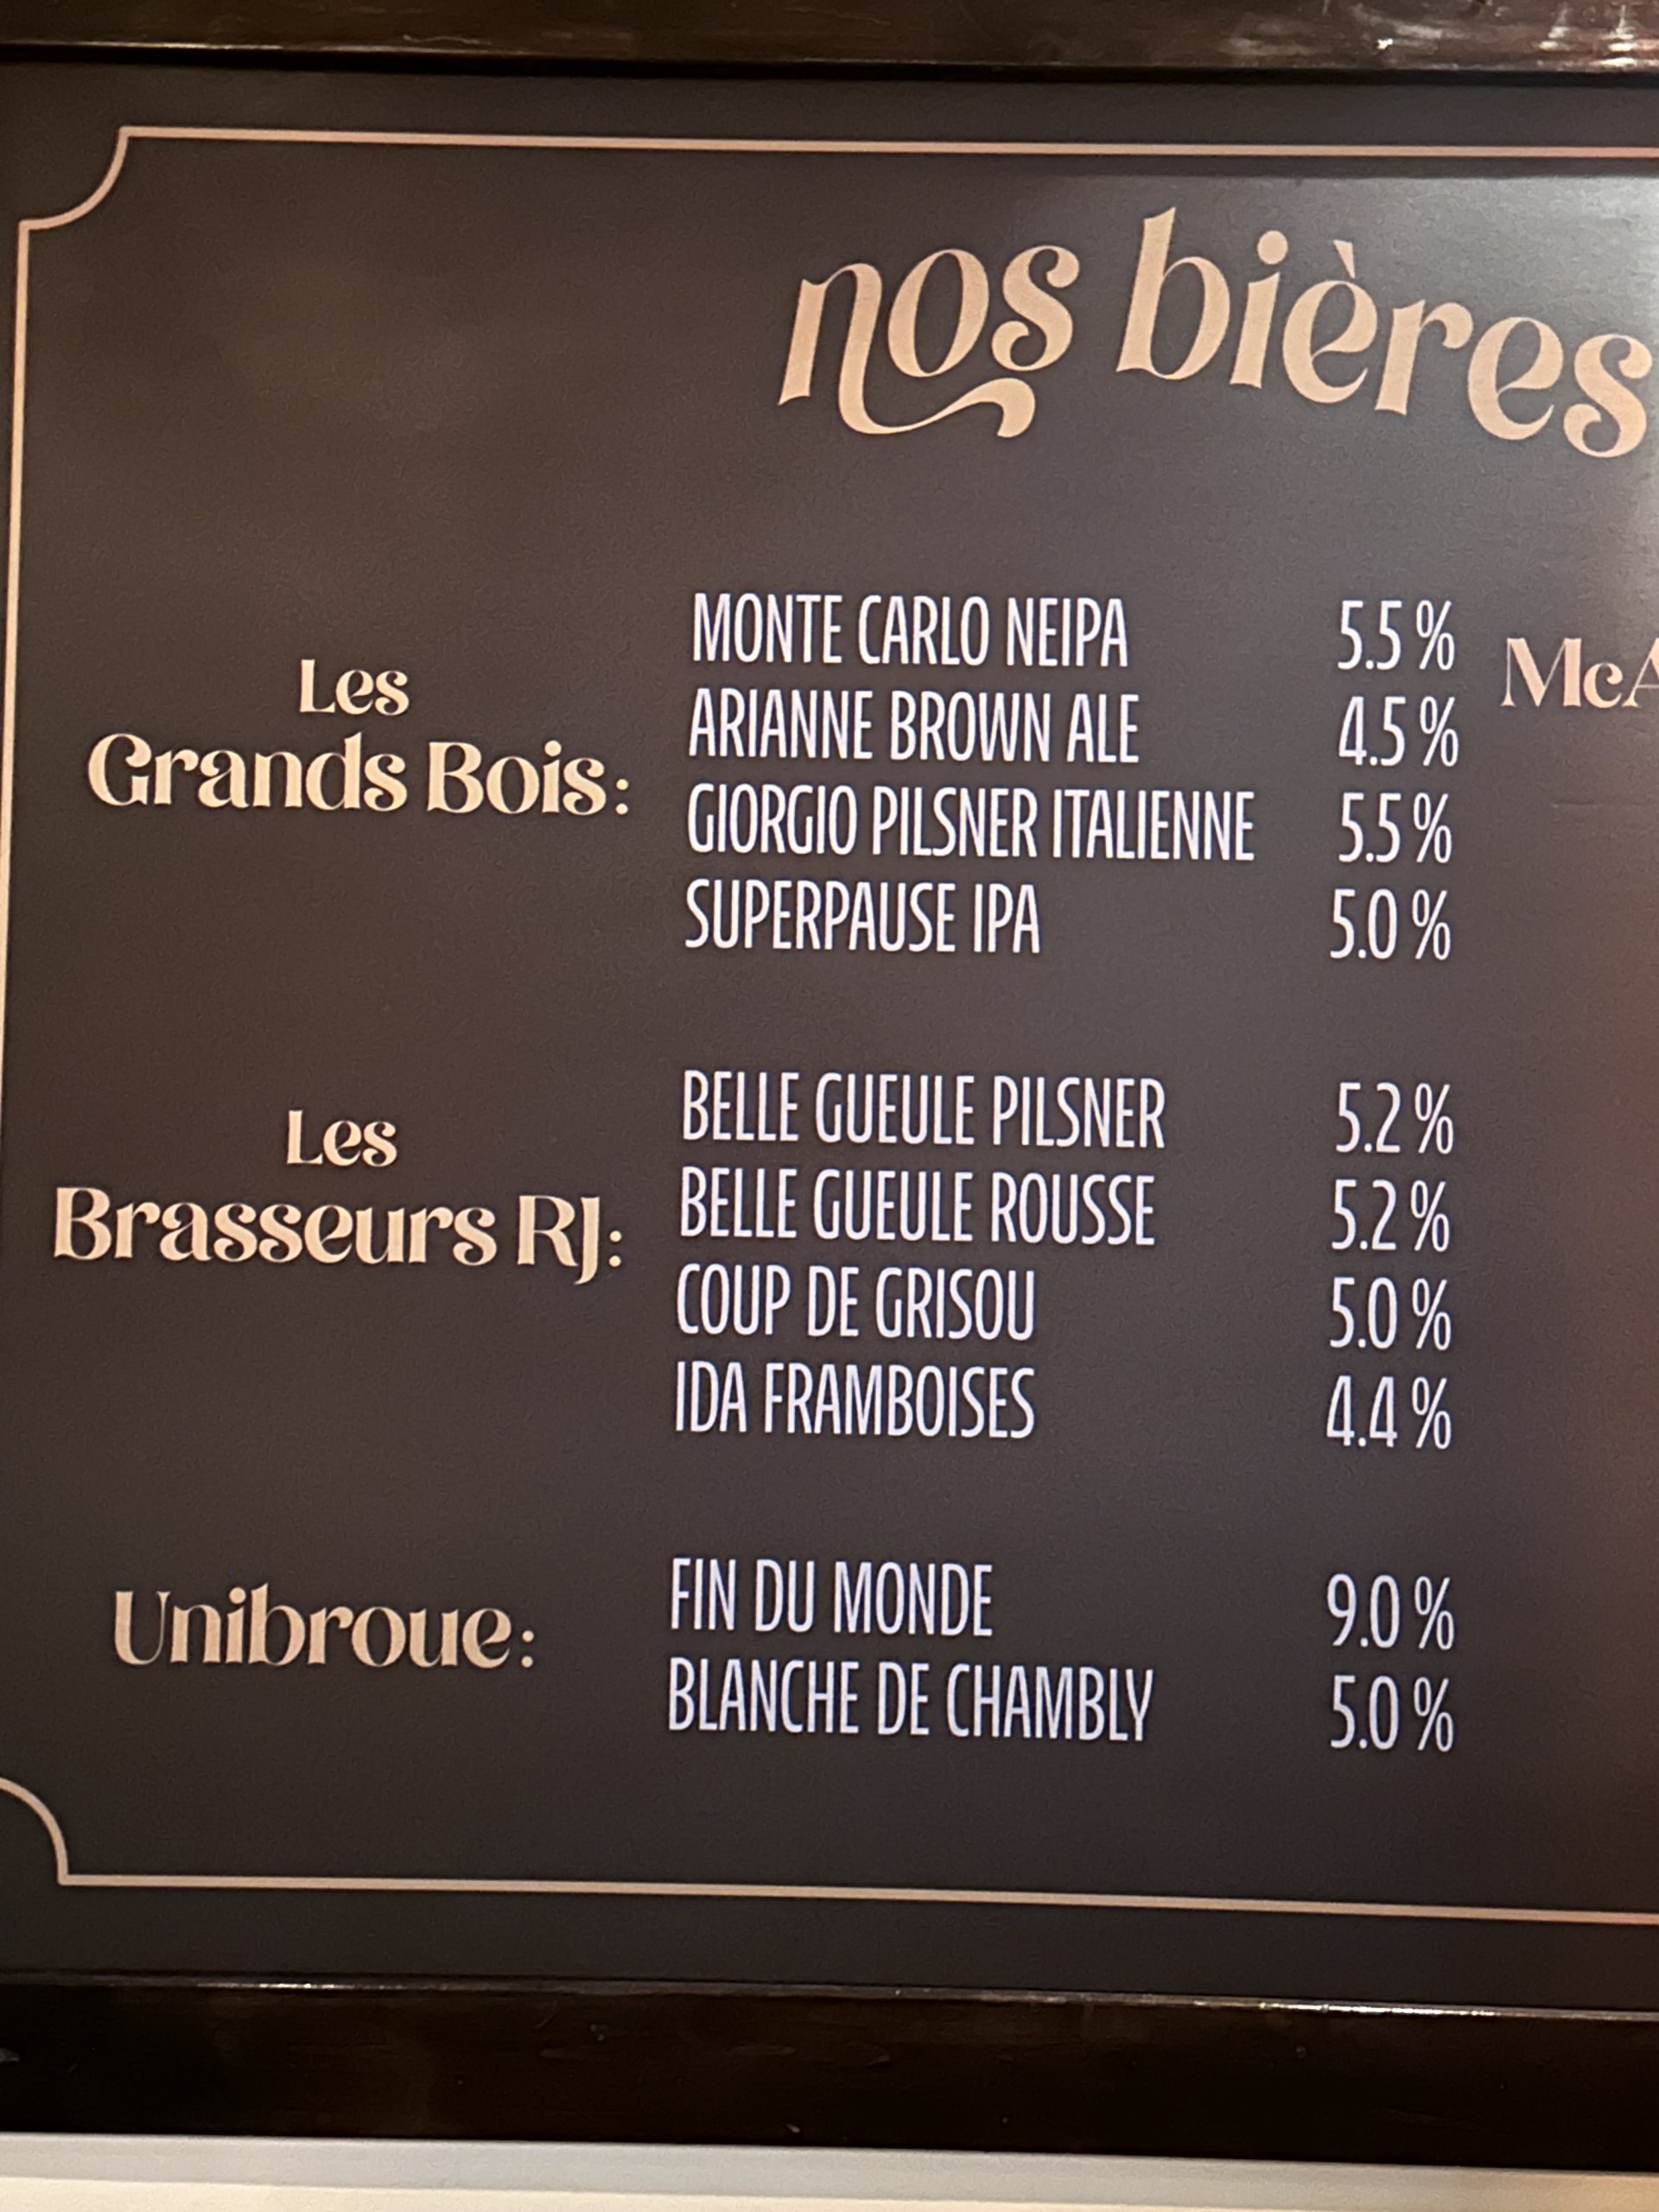 nos bières
Les
Grands Bois:
MONTE CARLO NEIPA 5.5 %
ARIANNE BROWN ALE 4.5 %
GIORGIO PILSNER ITALIENNE 5.5 %
SUPERPAUSE IPA 5.0 %
Les
Brasseurs RJ:
BELLE GUEULE PILSNER 5.2 %
BELLE GUEULE ROUSSE 5.2 %
COUP DE GRISOU 5.0 %
IDA FRAMBOISES 4.4 %
Unibroue:
FIN DU MONDE 9.0 %
BLANCHE DE CHAMBLY 5.0 %